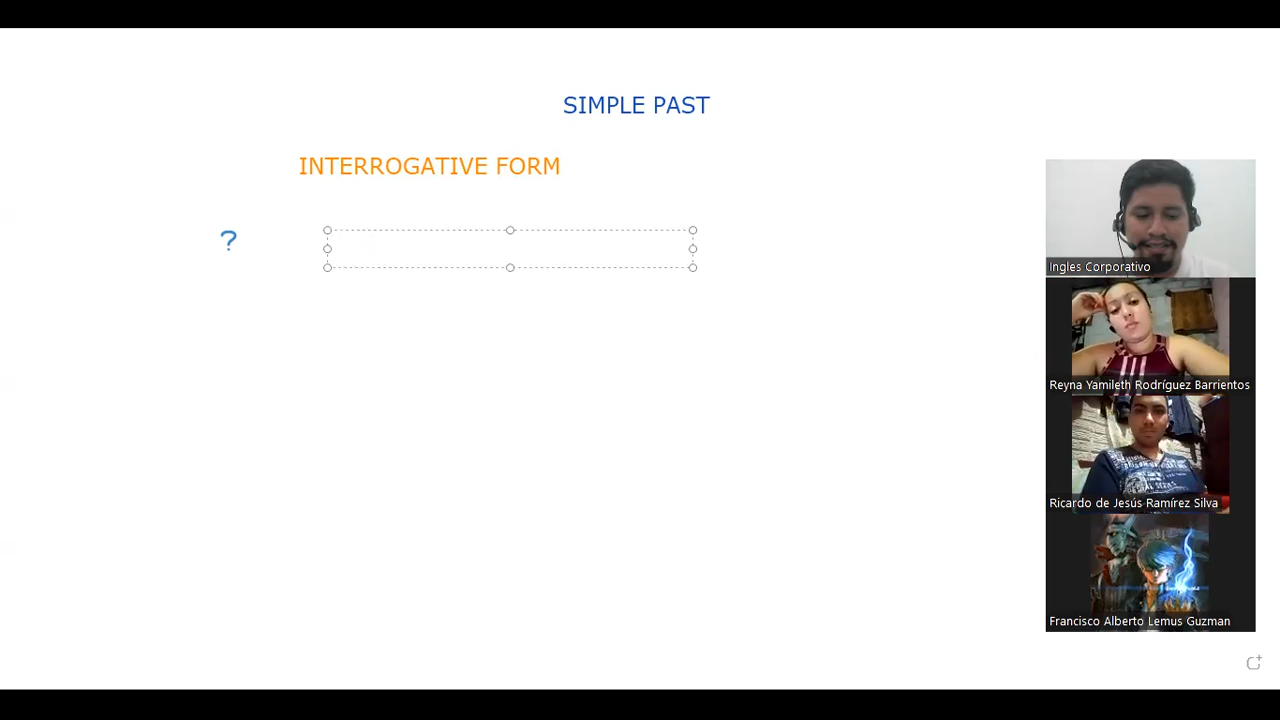 SIMPLE PAST
INTERROGATIVE FORM
?
Ingles Corporativo
Reyna Yamileth Rodríguez Barrientos
Ricardo de Jesús Ramírez Silva
Francisco Alberto Lemus Guzman